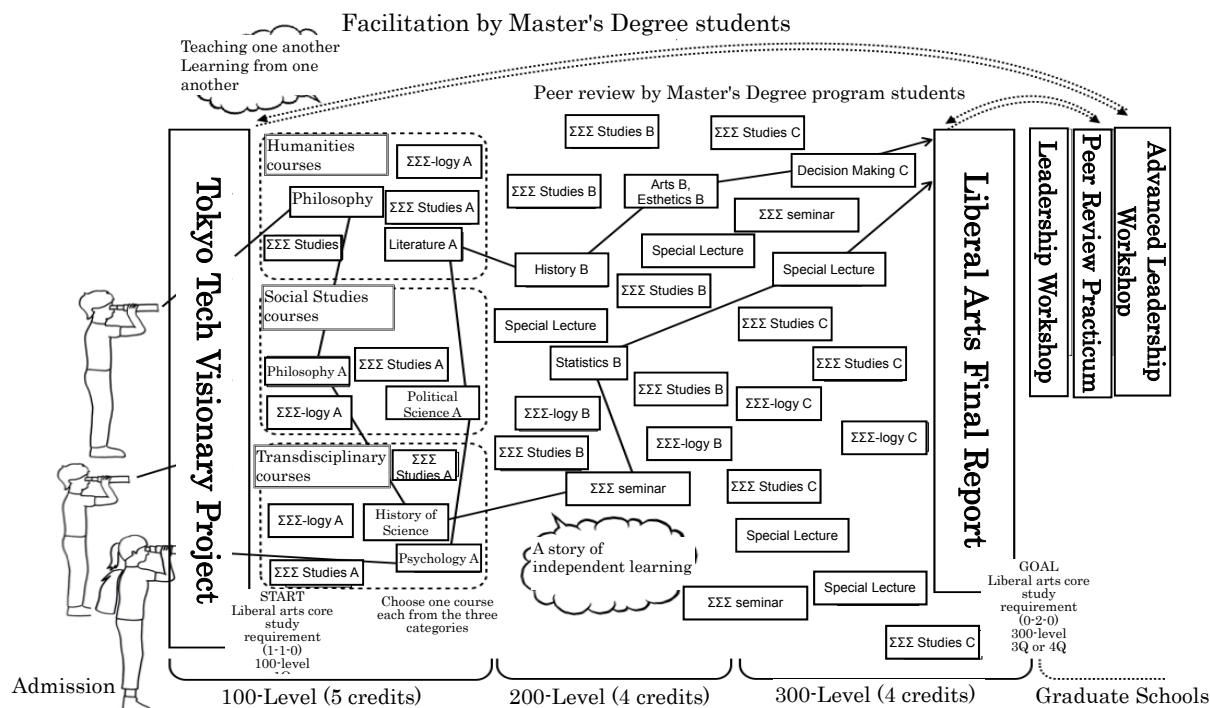 Facilitation by Master's Degree students
Teaching one another
Learning from one
another
Peer review by Master's Degree program students
Tokyo Tech Visionary Project
Humanities
courses
ΣΣΣ-logy A
Philosophy
ΣΣΣ Studies A
ΣΣΣ Studies
Literature A
Social Studies
courses
Philosophy A
ΣΣΣ Studies A
ΣΣΣ-logy A
Political
Science A
Transdisciplinary
courses
ΣΣΣ
Studies A
ΣΣΣ-logy A
History of
Science
Psychology A
ΣΣΣ Studies A
START
Liberal arts core
study
requirement
(1-1-0)
100-level
Choose one course
each from the three
categories
ΣΣΣ Studies B
ΣΣΣ Studies C
Decision Making C
ΣΣΣ Studies B
Arts B,
Esthetics B
ΣΣΣ seminar
Special Lecture
History B
Special Lecture
ΣΣΣ Studies B
Special Lecture
ΣΣΣ Studies C
Statistics B
ΣΣΣ Studies C
ΣΣΣ Studies B
ΣΣΣ-logy B
ΣΣΣ-logy C
ΣΣΣ-logy B
ΣΣΣ-logy C
ΣΣΣ Studies B
ΣΣΣ seminar
ΣΣΣ Studies C
Special Lecture
A story of
independent learning
ΣΣΣ seminar
Special Lecture
ΣΣΣ Studies C
Liberal Arts Final Report
GOAL
Liberal arts core
study
requirement
(0-2-0)
300-level
3Q or 4Q
Leadership Workshop
Peer Review Practicum
Advanced Leadership
Workshop
Admission
100-Level (5 credits)
200-Level (4 credits)
300-Level (4 credits)
Graduate Schools